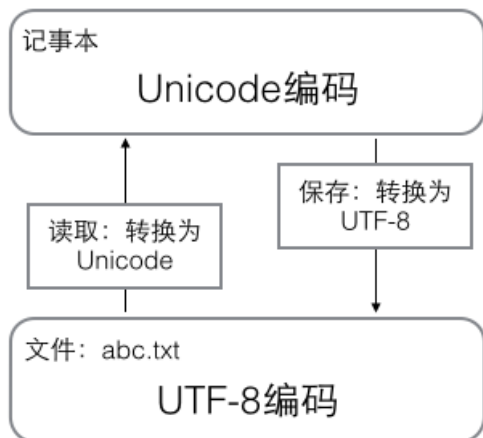 记事本
Unicode编码
读取：转换为
Unicode
保存：转换为
UTF-8
文件：abc.txt
UTF-8编码